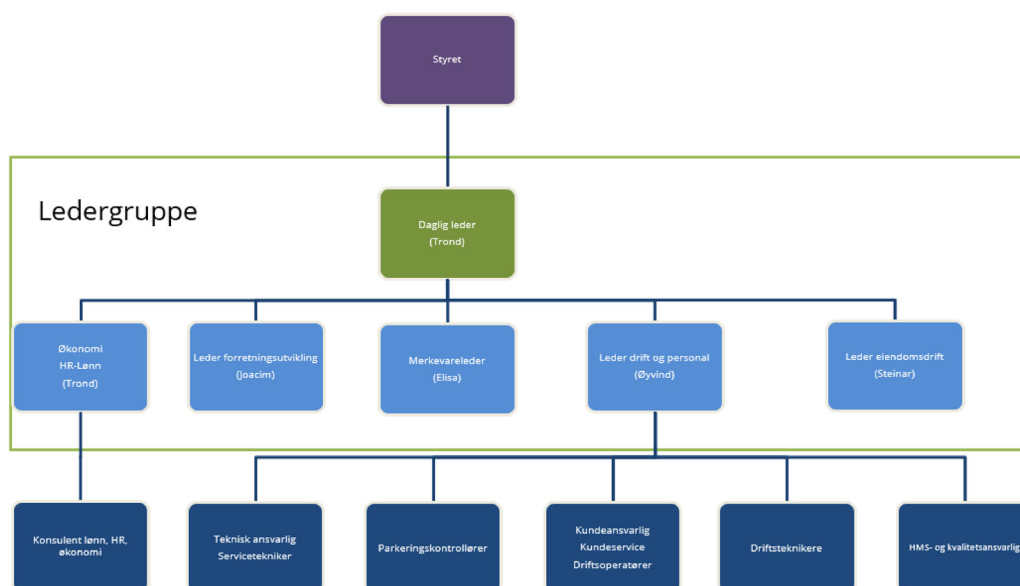 Styret
Ledergruppe
Daglig leder
(Trond)
Økonomi
HR-Lønn
(Trond)
Leder forretningsutvikling
(Joacim)
Merkevareleder
(Elisa)
Leder drift og personal
(Øyvind)
Leder eiendomsdrift
(Steinar)
Konsulent lønn, HR,
økonomi
Teknisk ansvarlig
Servicetekniker
Parkeringskontrollører
Kundeansvarlig
Kundeservice
Driftsoperatører
Driftsteknikere
HMS- og kvalitetsansvarlig